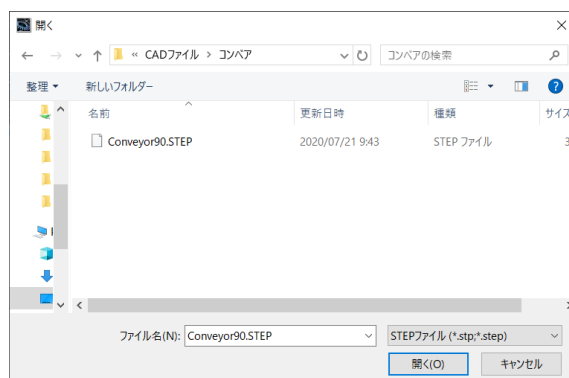 開く
« CADファイル › コンベア
コンベアの検索
整理
新しいフォルダー
名前 更新日時 種類 サイズ
Conveyor90.STEP 2020/07/21 9:43 STEP ファイル 3
ファイル名(N): Conveyor90.STEP STEPファイル (*.stp;*.step)
開く(O) キャンセル